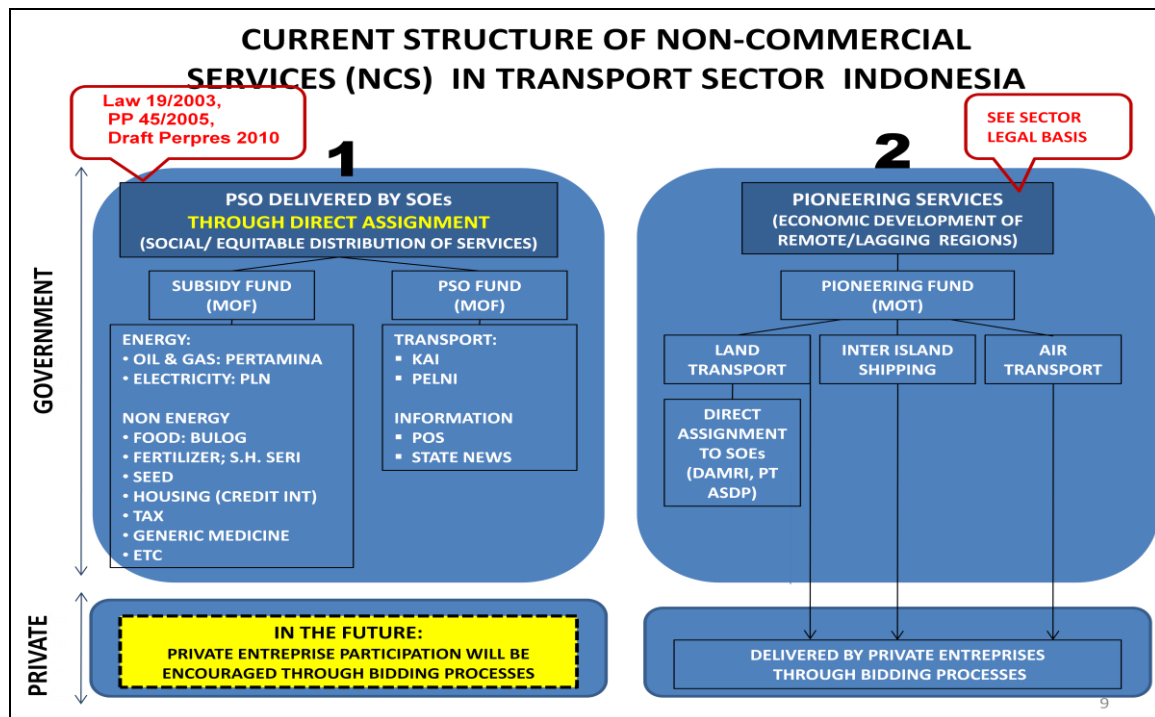 CURRENT STRUCTURE OF NON-COMMERCIAL
SERVICES (NCS) IN TRANSPORT SECTOR INDONESIA
Law 19/2003,
PP 45/2005,
Draft Perpres 2010
1
2
SEE SECTOR
LEGAL BASIS
GOVERNMENT
PSO DELIVERED BY SOEs
THROUGH DIRECT ASSIGNMENT
(SOCIAL/ EQUITABLE DISTRIBUTION OF SERVICES)
SUBSIDY FUND
(MOF)
PSO FUND
(MOF)
ENERGY:
• OIL & GAS: PERTAMINA
• ELECTRICITY: PLN
NON ENERGY
• FOOD: BULOG
• FERTILIZER; S.H. SERI
• SEED
• HOUSING (CREDIT INT)
• TAX
• GENERIC MEDICINE
• ETC
TRANSPORT:
▪ KAI
▪ PELNI
INFORMATION
▪ POS
▪ STATE NEWS
PIONEERING SERVICES
(ECONOMIC DEVELOPMENT OF
REMOTE/LAGGING REGIONS)
PIONEERING FUND
(MOT)
LAND
TRANSPORT
INTER ISLAND
SHIPPING
AIR
TRANSPORT
DIRECT
ASSIGNMENT
TO SOEs
(DAMRI, PT
ASDP)
PRIVATE
IN THE FUTURE:
PRIVATE ENTREPRISE PARTICIPATION WILL BE
ENCOURAGED THROUGH BIDDING PROCESSES
DELIVERED BY PRIVATE ENTREPRISES
THROUGH BIDDING PROCESSES
9